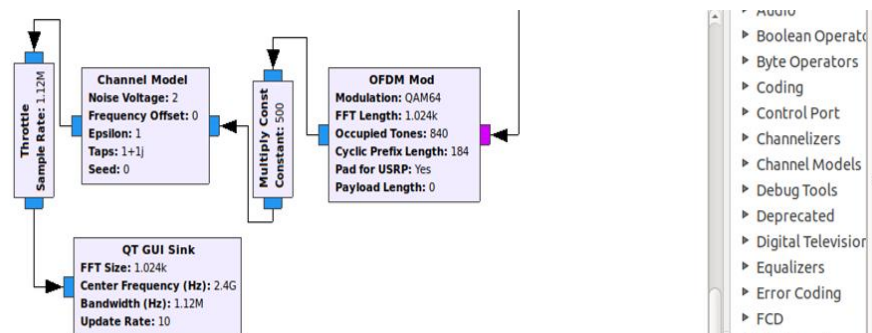 Throttle
Sample Rate: 1.12M
Channel Model
Noise Voltage: 2
Frequency Offset: 0
Epsilon: 1
Taps: 1+1j
Seed: 0
Multiply Const
Constant: 500
OFDM Mod
Modulation: QAM64
FFT Length: 1.024k
Occupied Tones: 840
Cyclic Prefix Length: 184
Pad for USRP: Yes
Payload Length: 0
QT GUI Sink
FFT Size: 1.024k
Center Frequency (Hz): 2.4G
Bandwidth (Hz): 1.12M
Update Rate: 10
Audio
Boolean Operato
Byte Operators
Coding
Control Port
Channelizers
Channel Models
Debug Tools
Deprecated
Digital Television
Equalizers
Error Coding
FCD